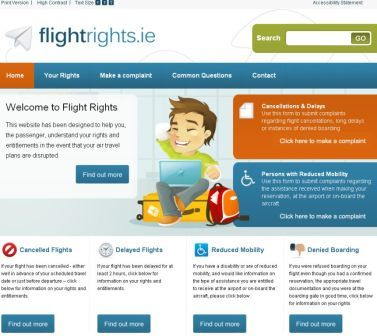 Print Version | High Contrast | Text Size
Accessibility Statement
flightrights.ie
Search GO
Home Your Rights Make a complaint Common Questions Contact
Welcome to Flight Rights
This website has been designed to help you,
the passenger, understand your rights and
entitlements in the event that your air travel
plans are disrupted.
Find out more
Cancellations & Delays
Use this form to submit complaints
regarding flight cancellations, long delays
or instances of denied boarding
Click here to make a complaint
Persons with Reduced Mobility
Use this form to submit complaints regarding
the assistance received when making your
reservation, at the airport or on-board the
aircraft.
Click here to make a complaint
Cancelled Flights
If your flight has been cancelled - either
well in advance of your scheduled travel
date or just before departure – click
below for information on your rights and
entitlements.
Find out more
Delayed Flights
If your flight has been delayed for at
least 2 hours, click below for
information on your rights and
entitlements.
Find out more
Reduced Mobility
If you have a disability or see of reduced
mobility, and would like information on
the type of assistance you are entitled
to receive at the airport or on-board the
aircraft, please click below.
Find out more
Denied Boarding
If you were refused boarding on your
flight even though you had a confirmed
reservation, the appropriate travel
documentation and you were at the
boarding gate in good time, click below
for information on your rights.
Find out more